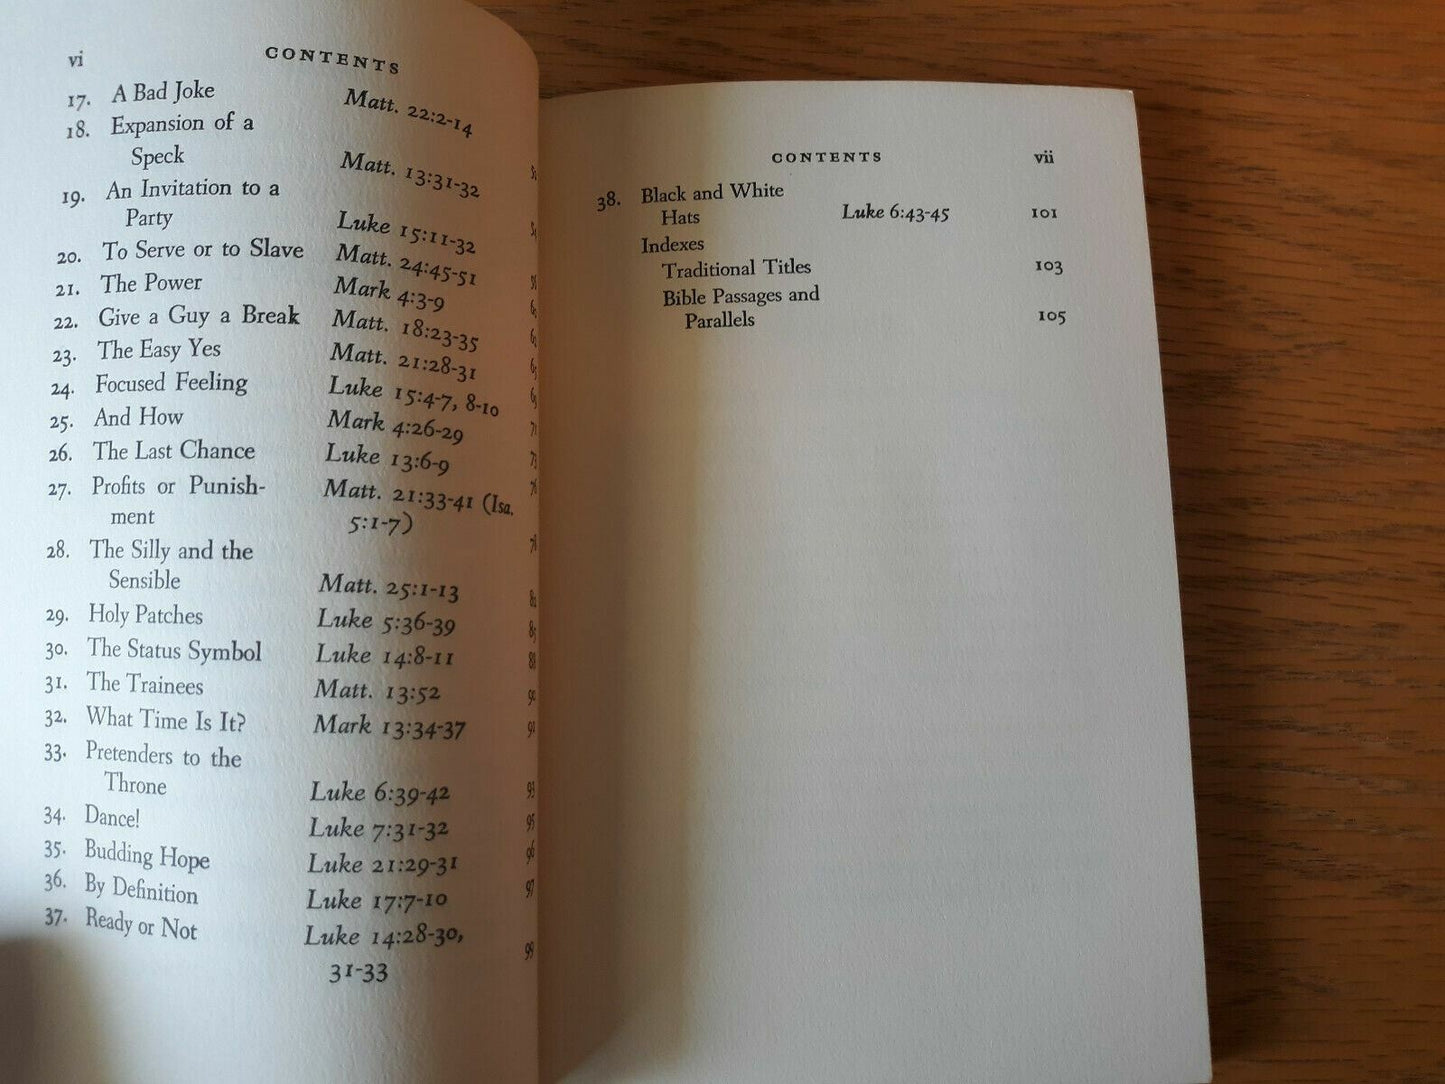 vi CONTENTS
17. A Bad Joke Matt. 22:2-14
18. Expansion of a
Speck Matt. 13:31-32
19. An Invitation to a
Party Luke 15:11-32
20. To Serve or to Slave Matt. 24:45-51
21. The Power Mark 4:3-9
22. Give a Guy a Break Matt. 18:23-35
23. The Easy Yes Matt. 21:28-31
24. Focused Feeling Luke 15:4-7, 8-10
25. And How Mark 4:26-29 71
26. The Last Chance Luke 13:6-9 73
27. Profits or Punish- Matt. 21:33-41 (Isa. 76
ment 5:1-7)
28. The Silly and the 78
Sensible Matt. 25:1-13
29. Holy Patches Luke 5:36-39
30. The Status Symbol Luke 14:8-11 88
31. The Trainees Matt. 13:52 90
32. What Time Is It? Mark 13:34-37 91
33. Pretenders to the
Throne Luke 6:39-42 93
34. Dance! Luke 7:31-32 95
35. Budding Hope Luke 21:29-31 96
36. By Definition Luke 17:7-10 97
37. Ready or Not Luke 14:28-30, 99
31-33
CONTENTS vii
38. Black and White
Hats Luke 6:43-45 101
Indexes
Traditional Titles 103
Bible Passages and
Parallels 105